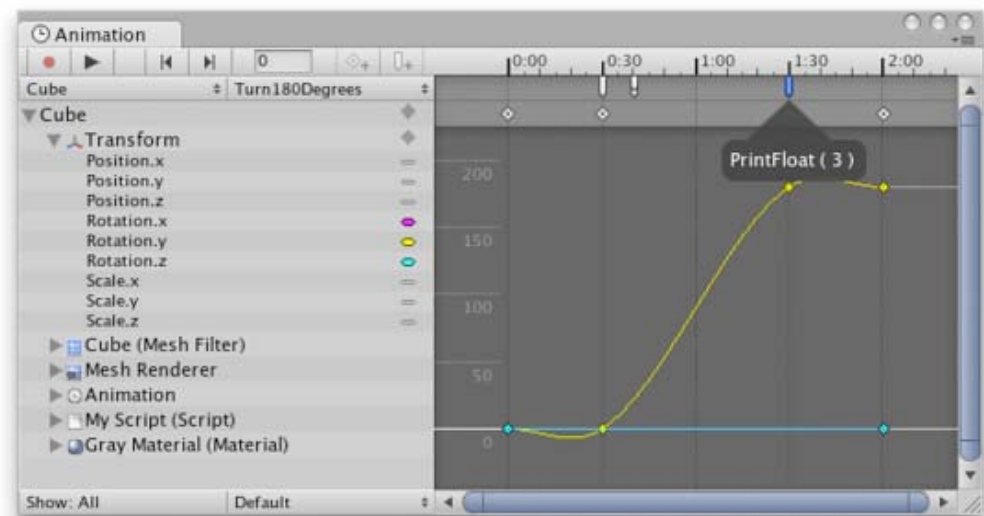 Animation
0
0:00 0:30 1:00 1:30 2:00
Cube Turn180Degrees
Cube
Transform
Position.x
Position.y
Position.z
Rotation.x
Rotation.y
Rotation.z
Scale.x
Scale.y
Scale.z
Cube (Mesh Filter)
Mesh Renderer
Animation
My Script (Script)
Gray Material (Material)
Show: All Default
PrintFloat ( 3 )
200
150
100
50
0